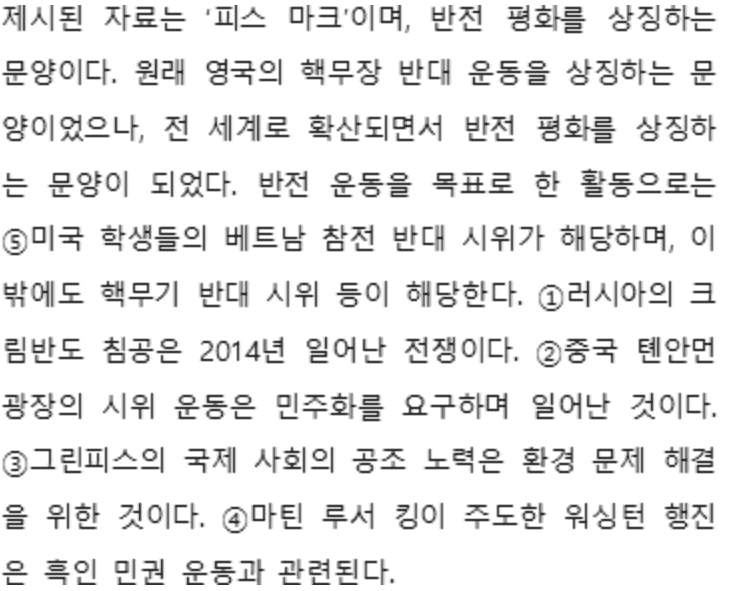 제시된 자료는 ‘피스 마크’이며, 반전 평화를 상징하는
문양이다. 원래 영국의 핵무장 반대 운동을 상징하는 문
양이었으나, 전 세계로 확산되면서 반전 평화를 상징하
는 문양이 되었다. 반전 운동을 목표로 한 활동으로는
⑤미국 학생들의 베트남 참전 반대 시위가 해당하며, 이
밖에도 핵무기 반대 시위 등이 해당한다. ①러시아의 크
림반도 침공은 2014년 일어난 전쟁이다. ②중국 톈안먼
광장의 시위 운동은 민주화를 요구하며 일어난 것이다.
③그린피스의 국제 사회의 공조 노력은 환경 문제 해결
을 위한 것이다. ④마틴 루서 킹이 주도한 워싱턴 행진
은 흑인 민권 운동과 관련된다.